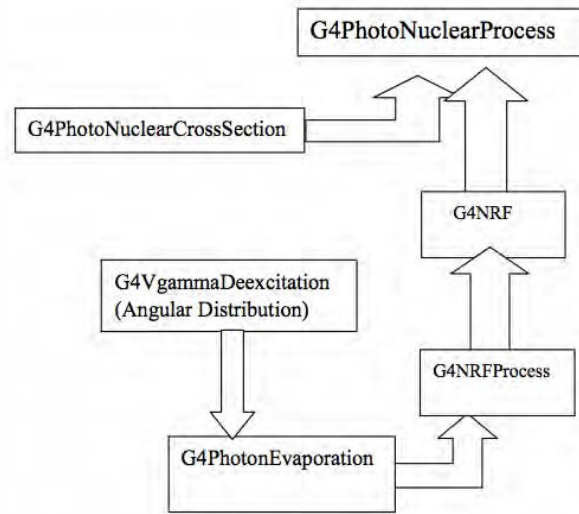 G4PhotoNuclearProcess
G4PhotoNuclearCrossSection
G4NRF
G4VgammaDeexcitation
(Angular Distribution)
G4NRFProcess
G4PhotonEvaporation